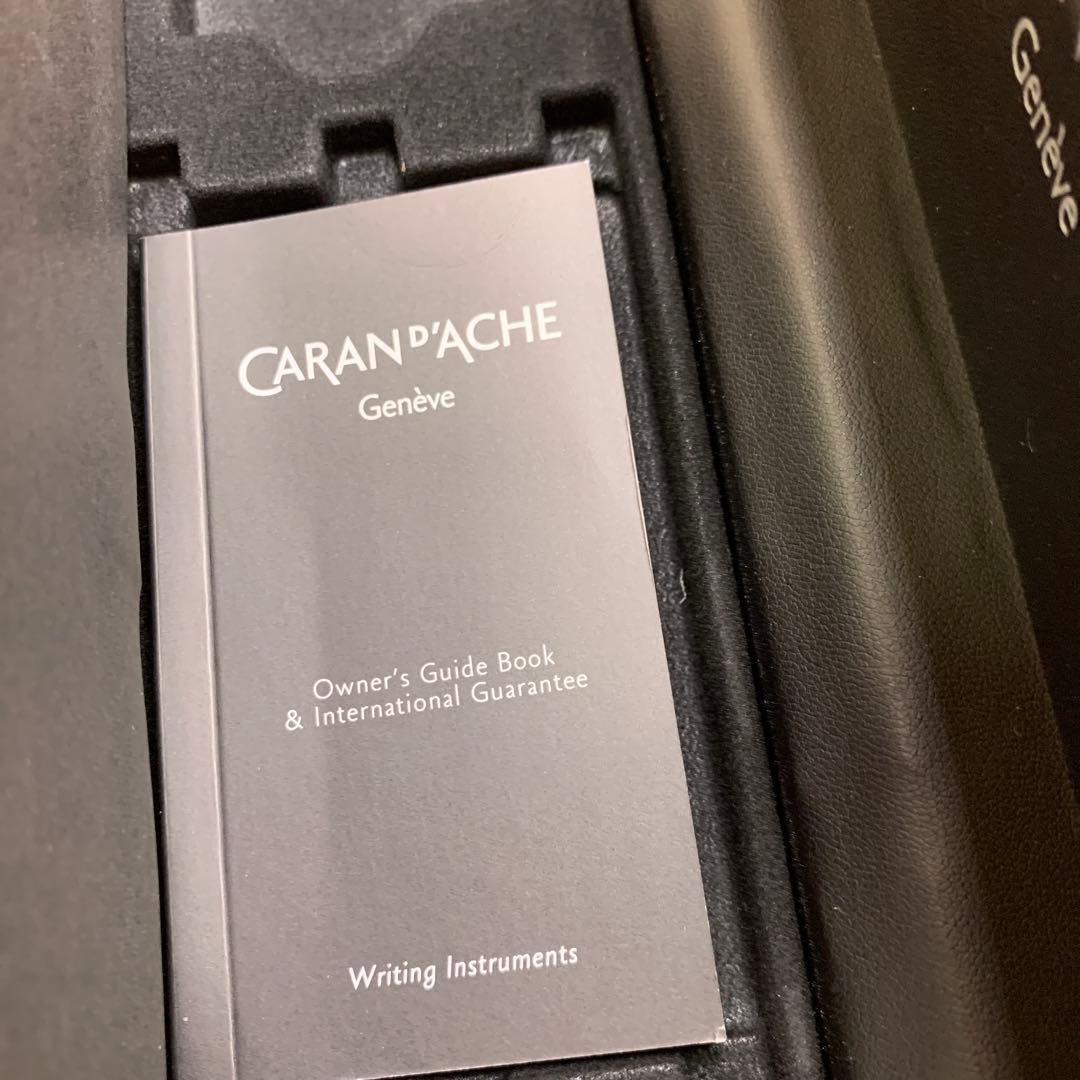 CARAN D'ACHE
Genève
Owner's Guide Book
& International Guarantee
Writing Instruments
Genève